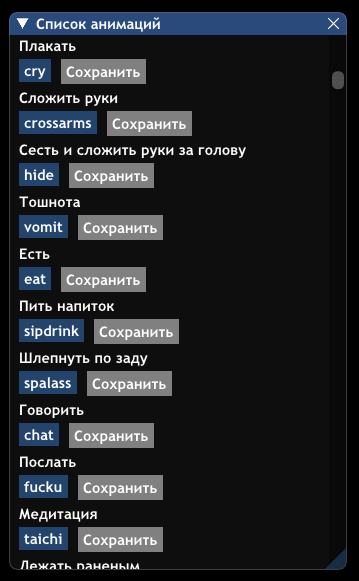 Список анимаций
Плакать
cry Сохранить
Сложить руки
crossarms Сохранить
Сесть и сложить руки за голову
hide Сохранить
Тошнота
vomit Сохранить
Есть
eat Сохранить
Пить напиток
sipdrink Сохранить
Шлепнуть по заду
spalass Сохранить
Говорить
chat Сохранить
Послать
fucku Сохранить
Медитация
taichi Сохранить
Лежать раненым